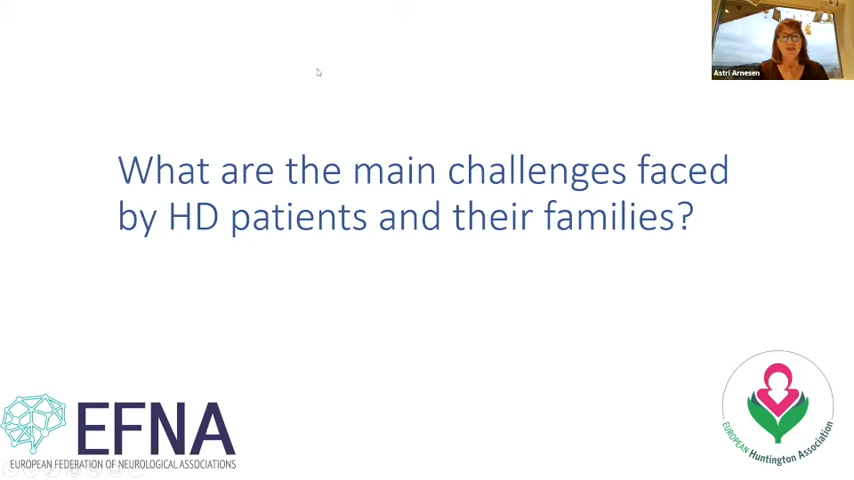 Astri Arnesen
What are the main challenges faced
by HD patients and their families?
EFNA
EUROPEAN FEDERATION OF NEUROLOGICAL ASSOCIATIONS
EUROPEAN Huntington Association